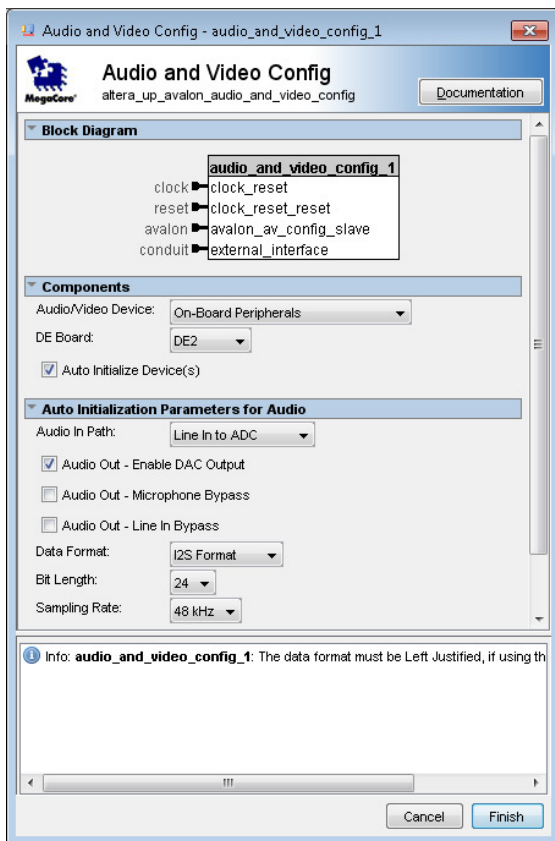 Audio and Video Config - audio_and_video_config_1
MegaCore®
Audio and Video Config
altera_up_avalon_audio_and_video_config
Documentation
Block Diagram
audio_and_video_config_1
clock clock_reset
reset clock_reset_reset
avalon avalon_av_config_slave
conduit external_interface
Components
Audio/Video Device: On-Board Peripherals
DE Board: DE2
Auto Initialize Device(s)
Auto Initialization Parameters for Audio
Audio In Path: Line In to ADC
Audio Out - Enable DAC Output
Audio Out - Microphone Bypass
Audio Out - Line In Bypass
Data Format: I2S Format
Bit Length: 24
Sampling Rate: 48 kHz
Info: audio_and_video_config_1: The data format must be Left Justified, if using th
Cancel Finish